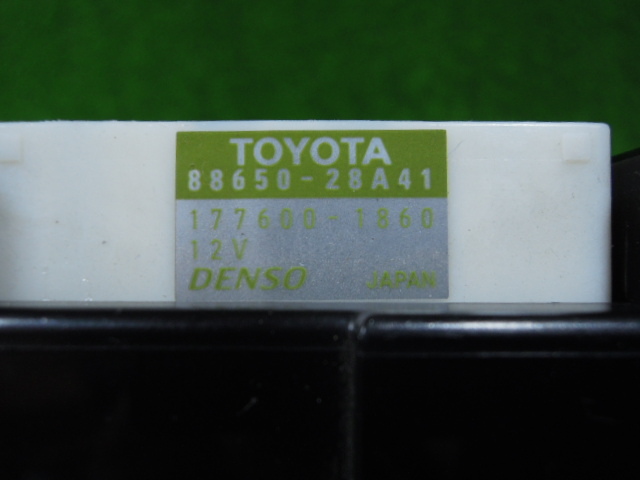 TOYOTA
88650-28A41
177600-1860
12V
DENSO JAPAN